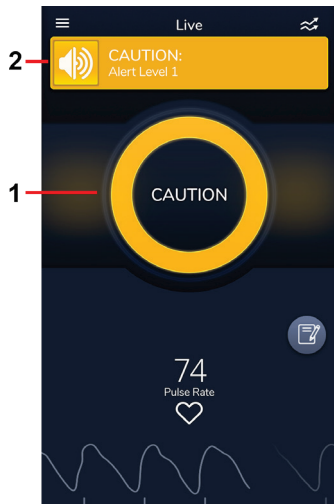 Live
2
CAUTION:
Alert Level 1
1
CAUTION
74
Pulse Rate